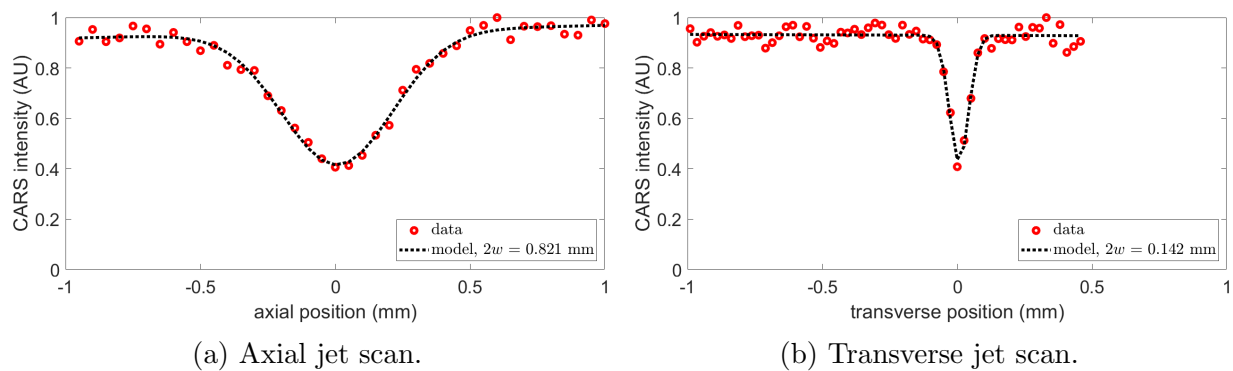 1
0.8
0.6
0.4
0.2
0
CARS intensity (AU)
-1
-0.5
0
0.5
1
axial position (mm)
data
model, 2w = 0.821 mm
(a) Axial jet scan.
1
0.8
0.6
0.4
0.2
0
CARS intensity (AU)
-1
-0.5
0
0.5
1
transverse position (mm)
data
model, 2w = 0.142 mm
(b) Transverse jet scan.